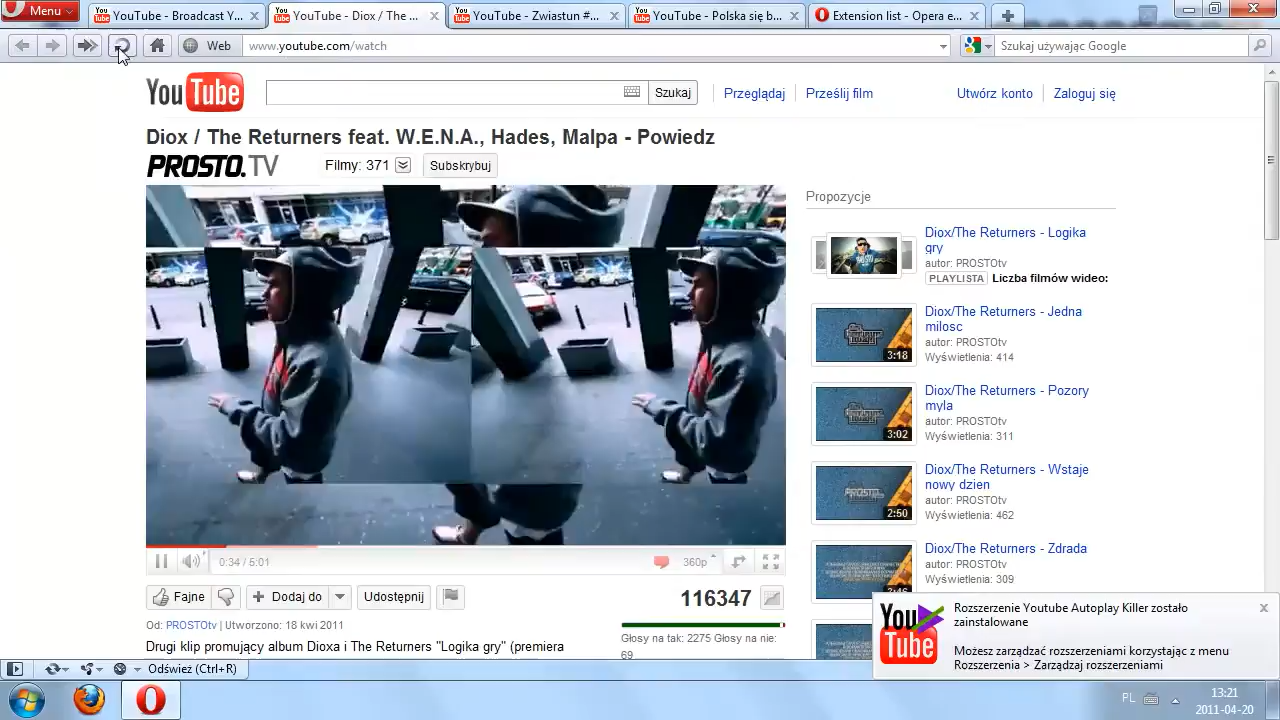 Menu
YouTube - Broadcast Y...
YouTube - Diox / The ...
YouTube - Zwiastun #...
YouTube - Polskapo b...
Extension list - Opera e...
Web
www.youtube.com/watch
Szukaj używając Google
YouTube
Szukaj
Przeglądaj
Prześlij film
Utwórz konto
Zaloguj się
Diox / The Returners feat. W.E.N.A., Hades, Malpa - Powiedz
PROSTO.TV
Filmy: 371
Subskrybuj
0:34 / 5:01
360p
Fajne
Dodaj do
Udostępnij
116347
Od: PROSTOtv | Utworzono: 18 kwi 2011
Głosy na tak: 2275 Głosy na nie:
69
Drugi klip promujący album Dioxa i The Returners "Logika gry" (premiera
Propozycje
Diox/The Returners - Logika
gry
autor: PROSTOtv
PLAYLISTA Liczba filmów wideo:
3:18
Diox/The Returners - Jedna
milosc
autor: PROSTOtv
Wyświetlenia: 414
3:02
Diox/The Returners - Pozory
myla
autor: PROSTOtv
Wyświetlenia: 311
2:50
Diox/The Returners - Wstaje
nowy dzien
autor: PROSTOtv
Wyświetlenia: 462
Diox/The Returners - Zdrada
autor: PROSTOtv
Wyświetlenia: 309
YouTube
Rozszerzenie Youtube Autoplay Killer zostało
zainstalowane
Możesz zarządzać rozszerzeniami korzystając z menu
Rozszerzenia > Zarządzaj rozszerzeniami
Odśwież (Ctrl+R)
PL
13:21
2011-04-20